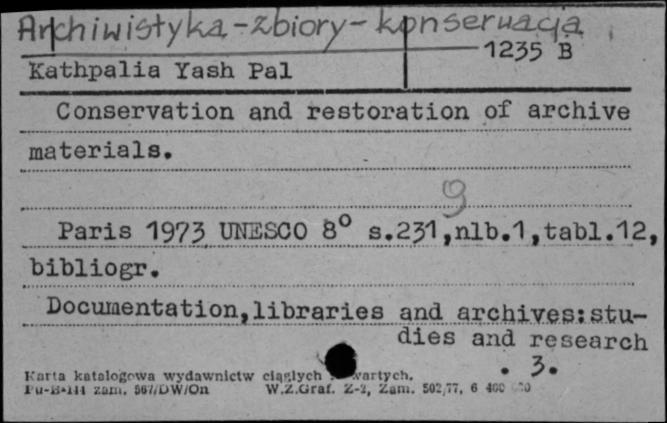 Archiwistyka-zbiory-konserwacja
1235 B
Kathpalia Yash Pal
Conservation and restoration of archive
materials.
9
Paris 1973 UNESCO 8° s.231,nlb.1,tabl.12,
bibliogr.
Documentation,libraries and archives:stu-
dies and research
. 3.
Karta katalogowa wydawnictw ciągłych
Pu-B-141 zam. 567/DW/On W.Z.Graf. Z-2, Zam. 502/77, 6